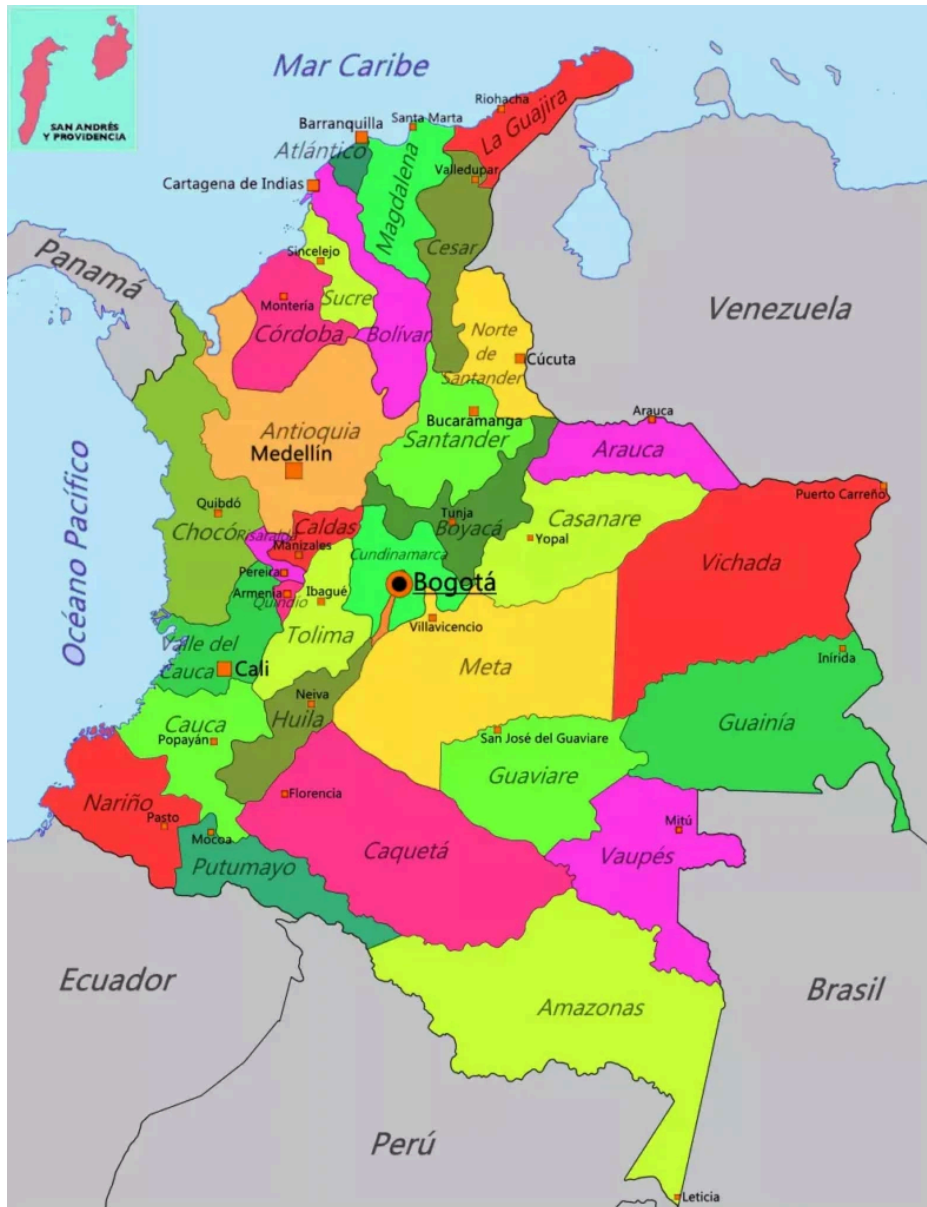 SAN ANDRÉS
Y PROVIDENCIA
Mar Caribe
Riohacha
La Guajira
Santa Marta
Barranquilla
Atlántico
Cartagena de Indias
Valledupar
Magdalena
Cesar
Panamá
Sincelejo
Sucre
Montería
Córdoba
Bolívar
Venezuela
Norte
de
Santander
Cúcuta
Bucaramanga
Santander
Arauca
Arauca
Antioquia
Medellín
Océano Pacífico
Puerto Carreño
Quibdó
Chocó
Risaralda
Caldas
Manizales
Tunja
Boyacá
Casanare
Yopal
Vichada
Cundinamarca
Pereira
Armenia
Quindío
Ibagué
Tolima
Bogotá
Villavicencio
Valle del
Cauca
Cali
Meta
Inírida
Guainía
Neiva
Huila
Cauca
Popayán
San José del Guaviare
Guaviare
Nariño
Pasto
Mocoa
Putumayo
Florencia
Caquetá
Mitú
Vaupés
Ecuador
Amazonas
Brasil
Perú
Leticia